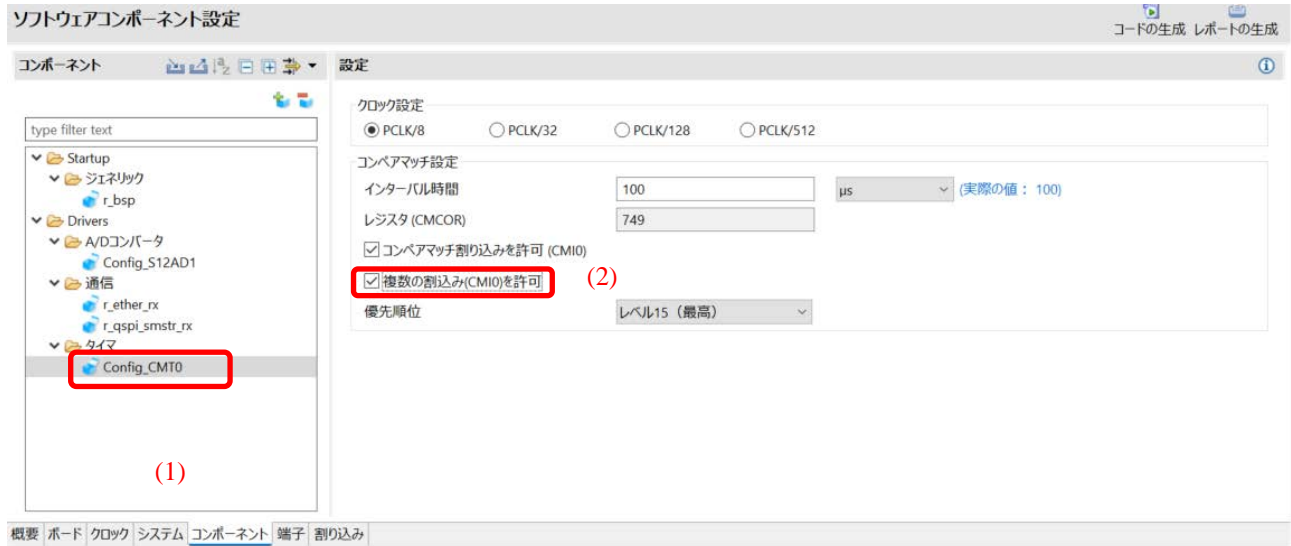 ソフトウェアコンポーネント設定
コードの生成 レポートの生成
コンポーネント
設定
type filter text
Startup
ジェネリック
r_bsp
Drivers
A/Dコンバータ
Config_S12AD1
通信
r_ether_rx
r_qspi_smstr_rx
タイマ
Config_CMT0
(1)
クロック設定
PCLK/8 PCLK/32 PCLK/128 PCLK/512
コンペアマッチ設定
インターバル時間 100 μs (実際の値： 100)
レジスタ (CMCOR) 749
コンペアマッチ割り込みを許可 (CMI0)
複数の割込み(CMI0)を許可 (2)
優先順位 レベル15（最高）
概要 ボード クロック システム コンポーネント 端子 割り込み